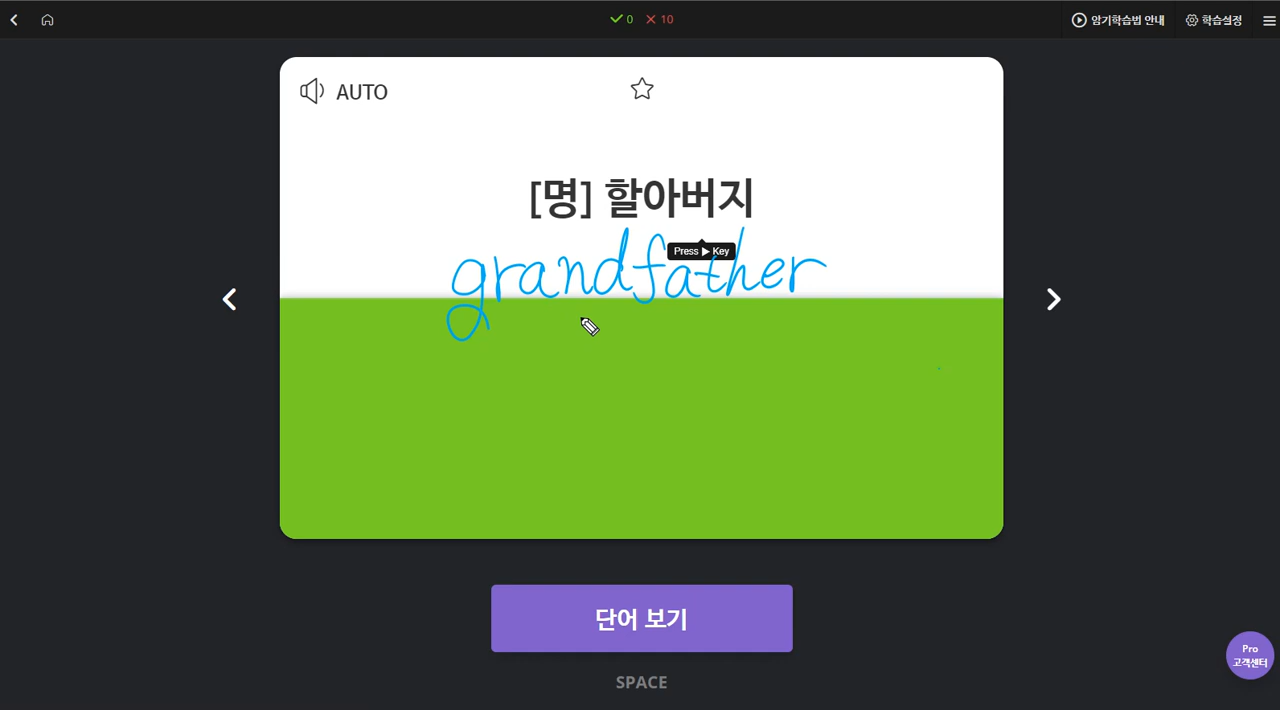 0 10 암기학습법 안내 학습설정
AUTO
[명] 할아버지
Press ▶ Key
grandfather
단어 보기
SPACE
Pro
고객센터